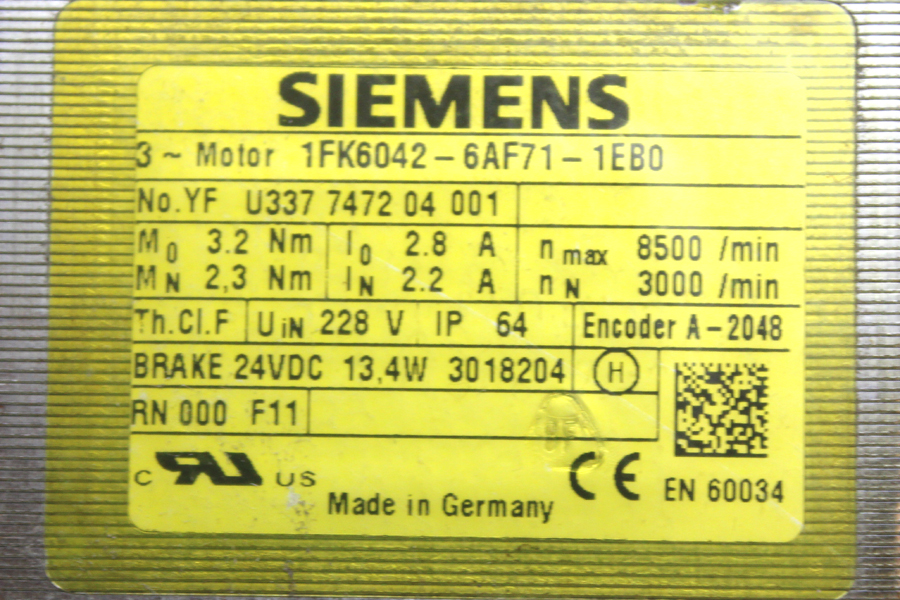 SIEMENS
3 ~ Motor 1FK6042 - 6AF71 - 1EB0
No.YF U337 7472 04 001
M0 3.2 Nm I0 2.8 A nmax 8500 /min
MN 2,3 Nm IN 2.2 A nN 3000 /min
Th.Cl.F UiN 228 V IP 64 Encoder A-2048
BRAKE 24VDC 13,4W 3018204 H
RN 000 F11
C RU US
CE EN 60034
Made in Germany